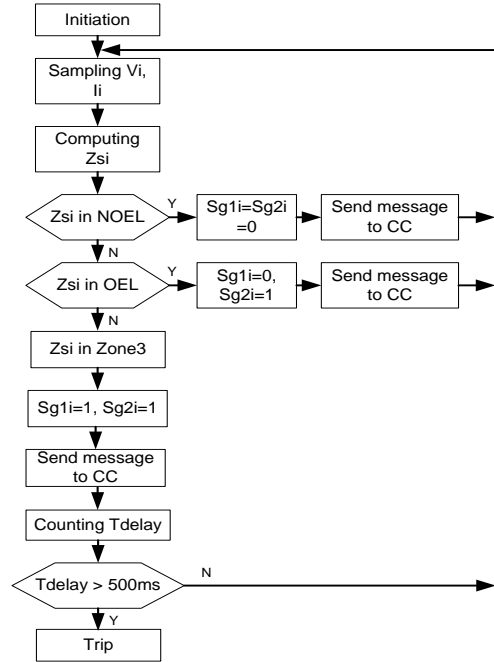 Initiation
Sampling Vi,
Ii
Computing
Zsi
Zsi in NOEL
Y
Sg1i=Sg2i
=0
Send message
to CC
N
Zsi in OEL
Y
Sg1i=0,
Sg2i=1
Send message
to CC
N
Zsi in Zone3
Sg1i=1, Sg2i=1
Send message
to CC
Counting Tdelay
Tdelay > 500ms
N
Y
Trip